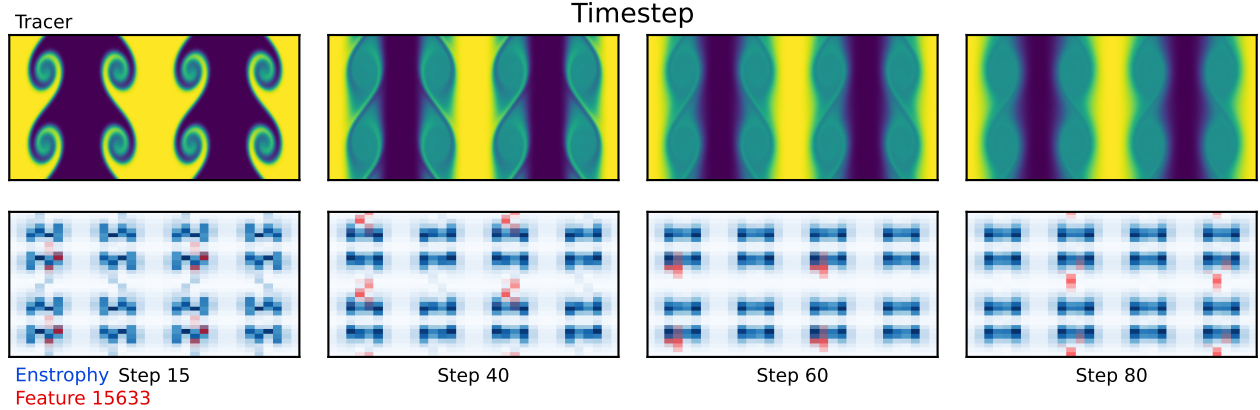 Timestep
Tracer
Step 15
Step 40
Step 60
Step 80
Enstrophy
Feature 15633